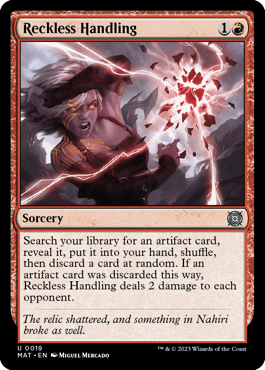 Reckless Handling 1
Sorcery
Search your library for an artifact card,
reveal it, put it into your hand, shuffle,
then discard a card at random. If an
artifact card was discarded this way,
Reckless Handling deals 2 damage to each
opponent.
The relic shattered, and something in Nahiri
broke as well.
U 0019
MAT • EN Miguel Mercado
™ & © 2023 Wizards of the Coast